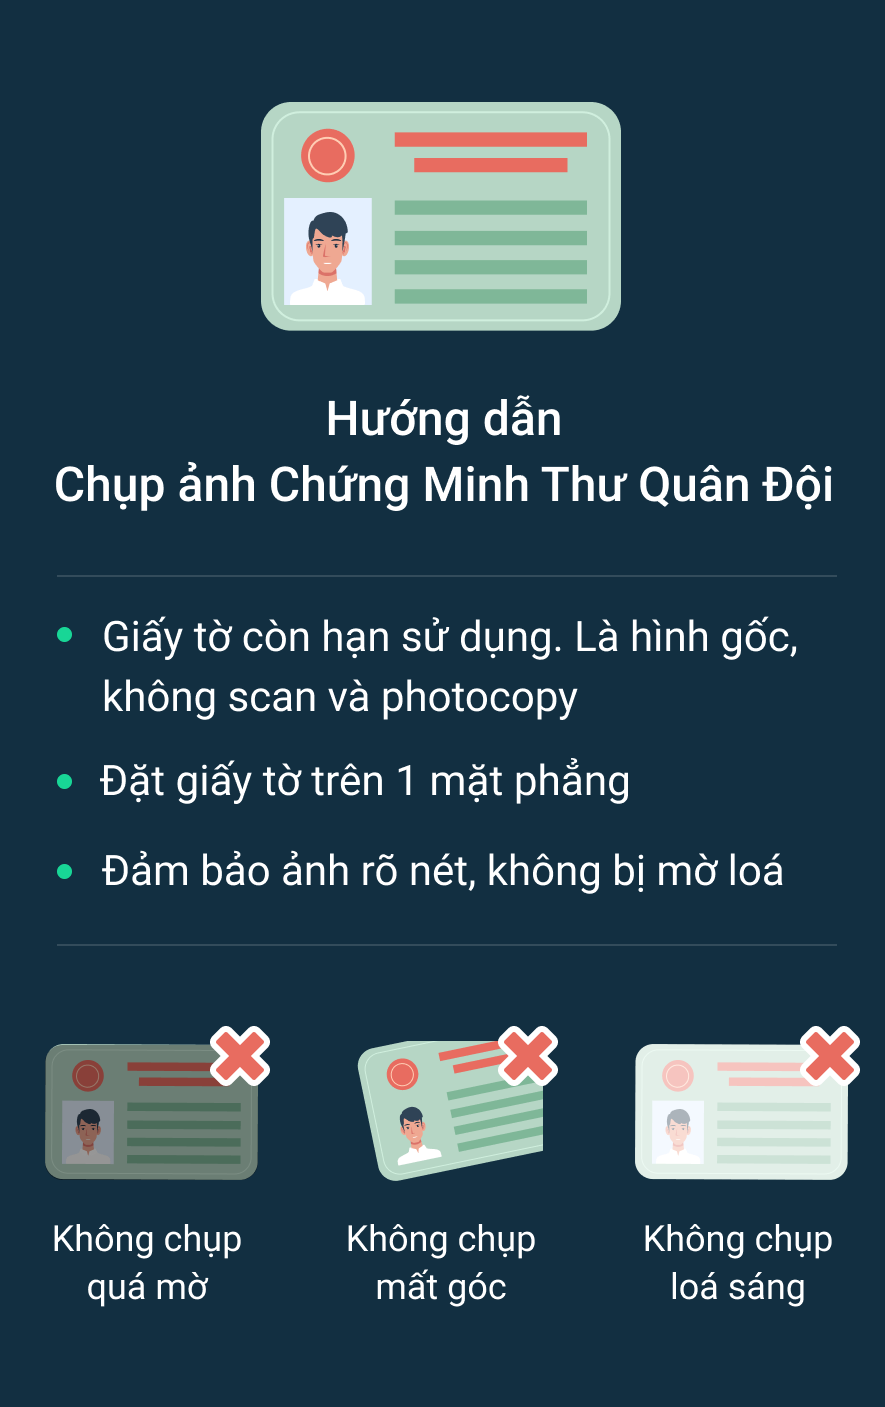 Hướng dẫn
Chụp ảnh Chứng Minh Thư Quân Đội
Giấy tờ còn hạn sử dụng. Là hình gốc,
không scan và photocopy
Đặt giấy tờ trên 1 mặt phẳng
Đảm bảo ảnh rõ nét, không bị mờ loá
Không chụp
quá mờ
Không chụp
mất góc
Không chụp
loá sáng